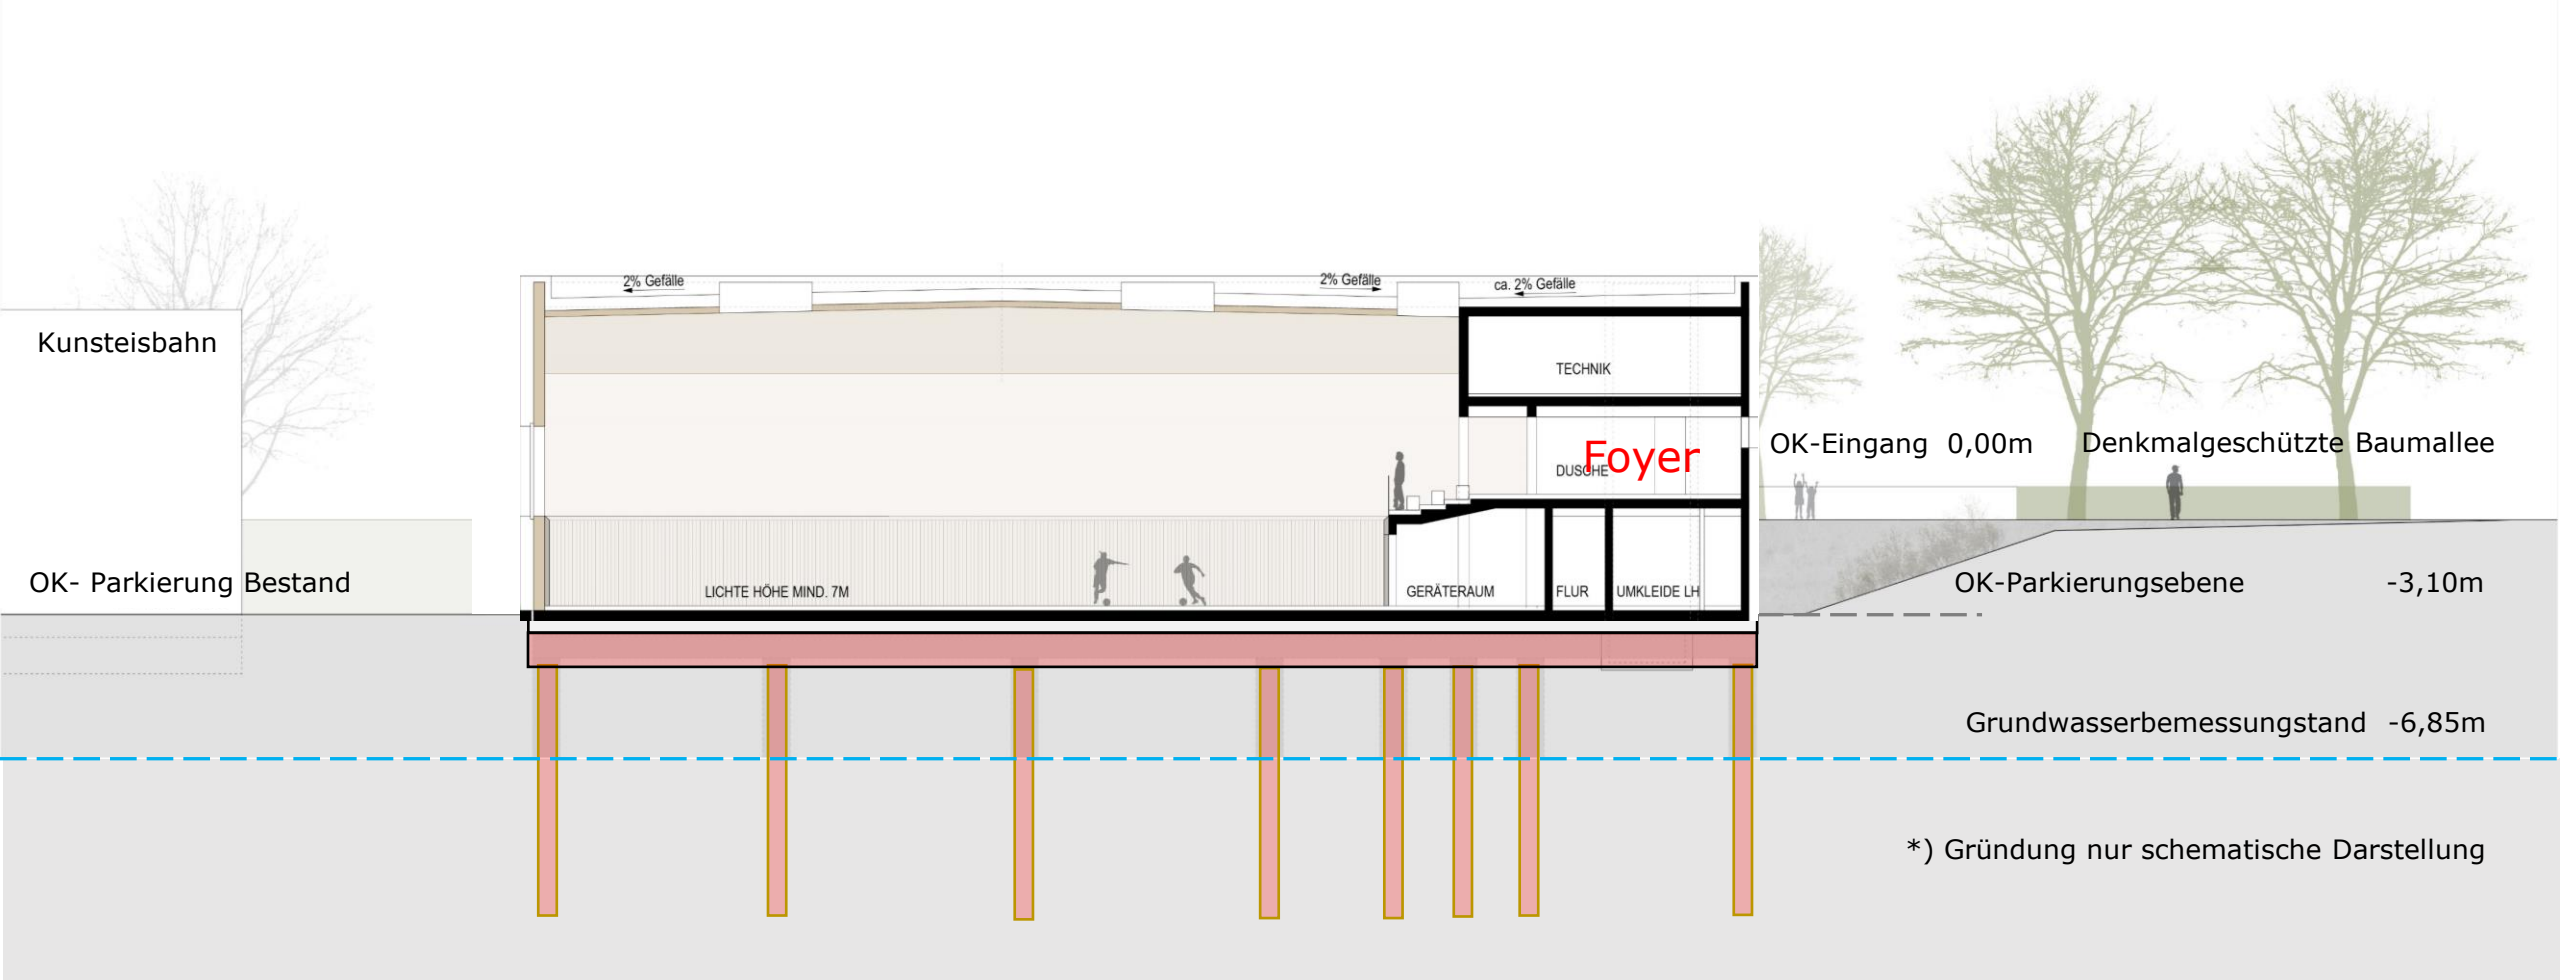 2% Gefälle
2% Gefälle
ca. 2% Gefälle
Kunsteisbahn
TECHNIK
OK-Eingang 0,00m
Denkmalgeschützte Baumallee
Foyer
DUSCHE
OK- Parkierung Bestand
LICHTE HÖHE MIND. 7M
GERÄTERAUM
FLUR
UMKLEIDE LH
OK-Parkierungsebene -3,10m
Grundwasserbemessungstand -6,85m
*) Gründung nur schematische Darstellung